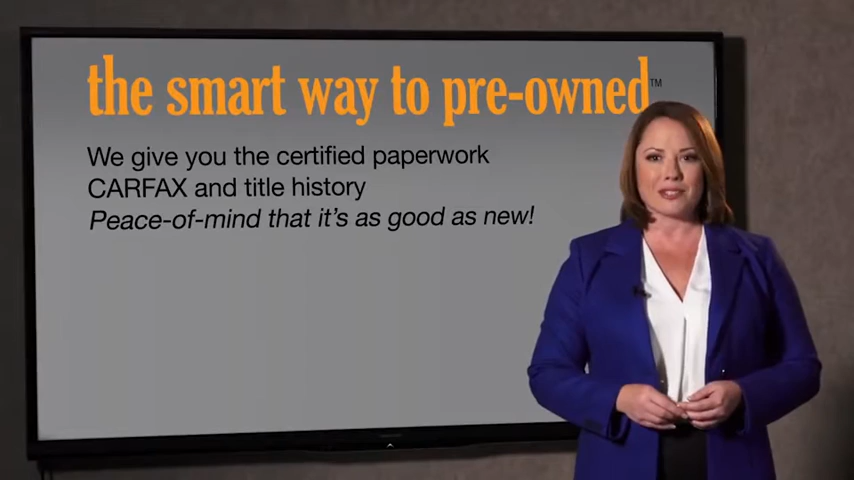 the smart way to pre-owned™
We give you the certified paperwork
CARFAX and title history
Peace-of-mind that it's as good as new!